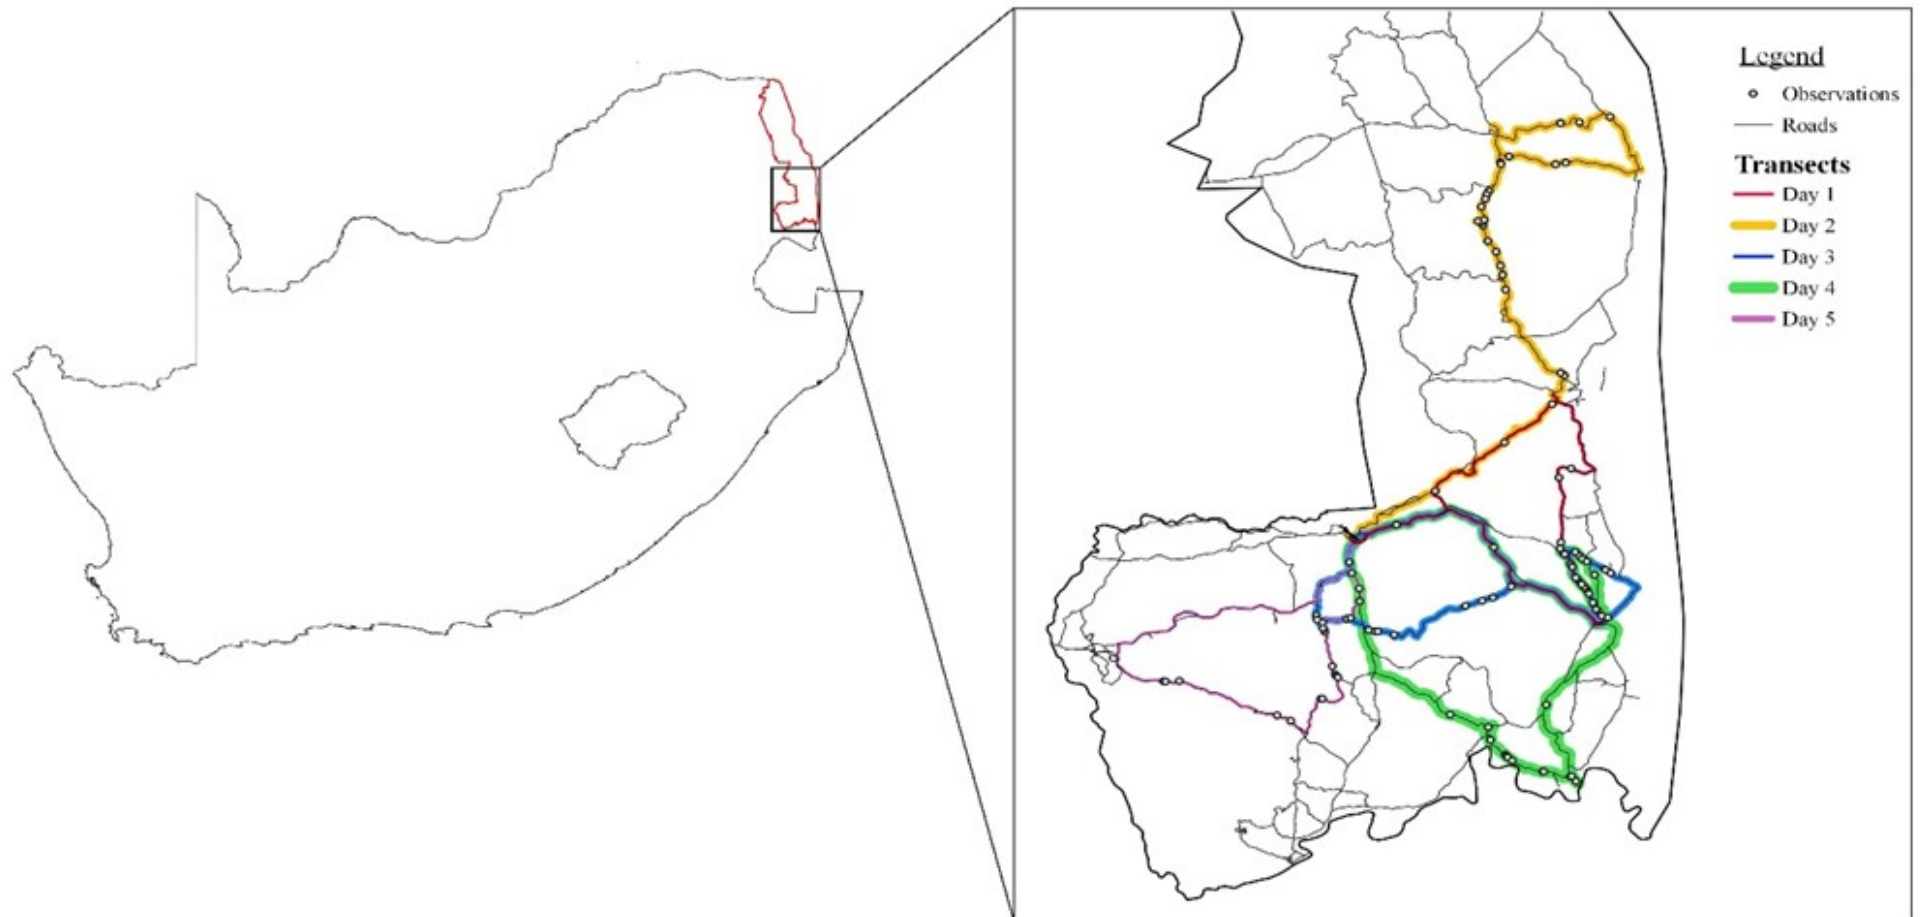 Legend
Observations
Roads
Transects
Day 1
Day 2
Day 3
Day 4
Day 5